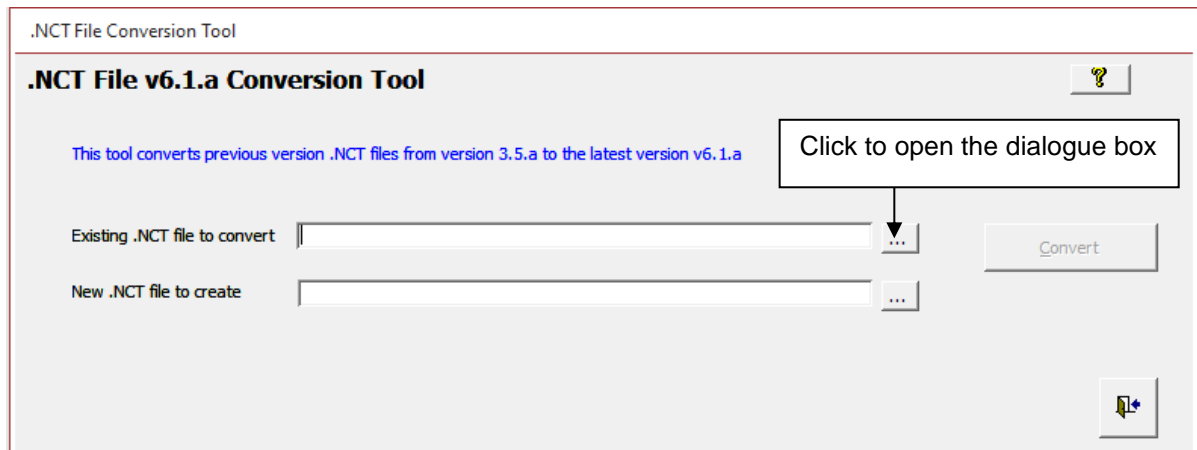 .NCT File Conversion Tool
.NCT File v6.1.a Conversion Tool
?
This tool converts previous version .NCT files from version 3.5.a to the latest version v6.1.a
Click to open the dialogue box
Existing .NCT file to convert
...
Convert
New .NCT file to create
...